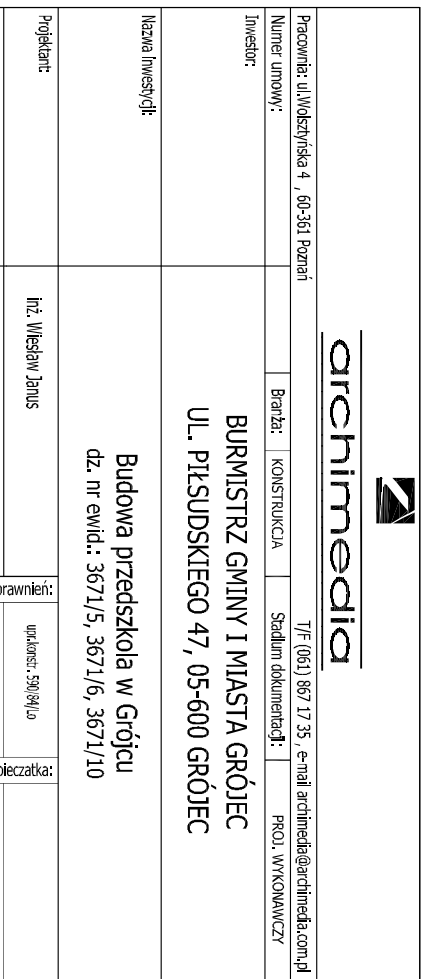 archimedia
Pracownia: ul.Wolsztyńska 4 , 60-361 Poznań T/F (061) 867 17 35 , e-mail archimedia@archimedia.com.pl
Numer umowy: Branża: KONSTRUKCJA Stadium dokumentacji: PROJ. WYKONAWCZY
Inwestor:
BURMISTRZ GMINY I MIASTA GRÓJEC
UL. PIŁSUDSKIEGO 47, 05-600 GRÓJEC
Nazwa inwestycji:
Budowa przedszkola w Grójcu
dz. nr ewid.: 3671/5, 3671/6, 3671/10
Projektant: inż. Wiesław Janus upr.konstr. 590/84/Lo